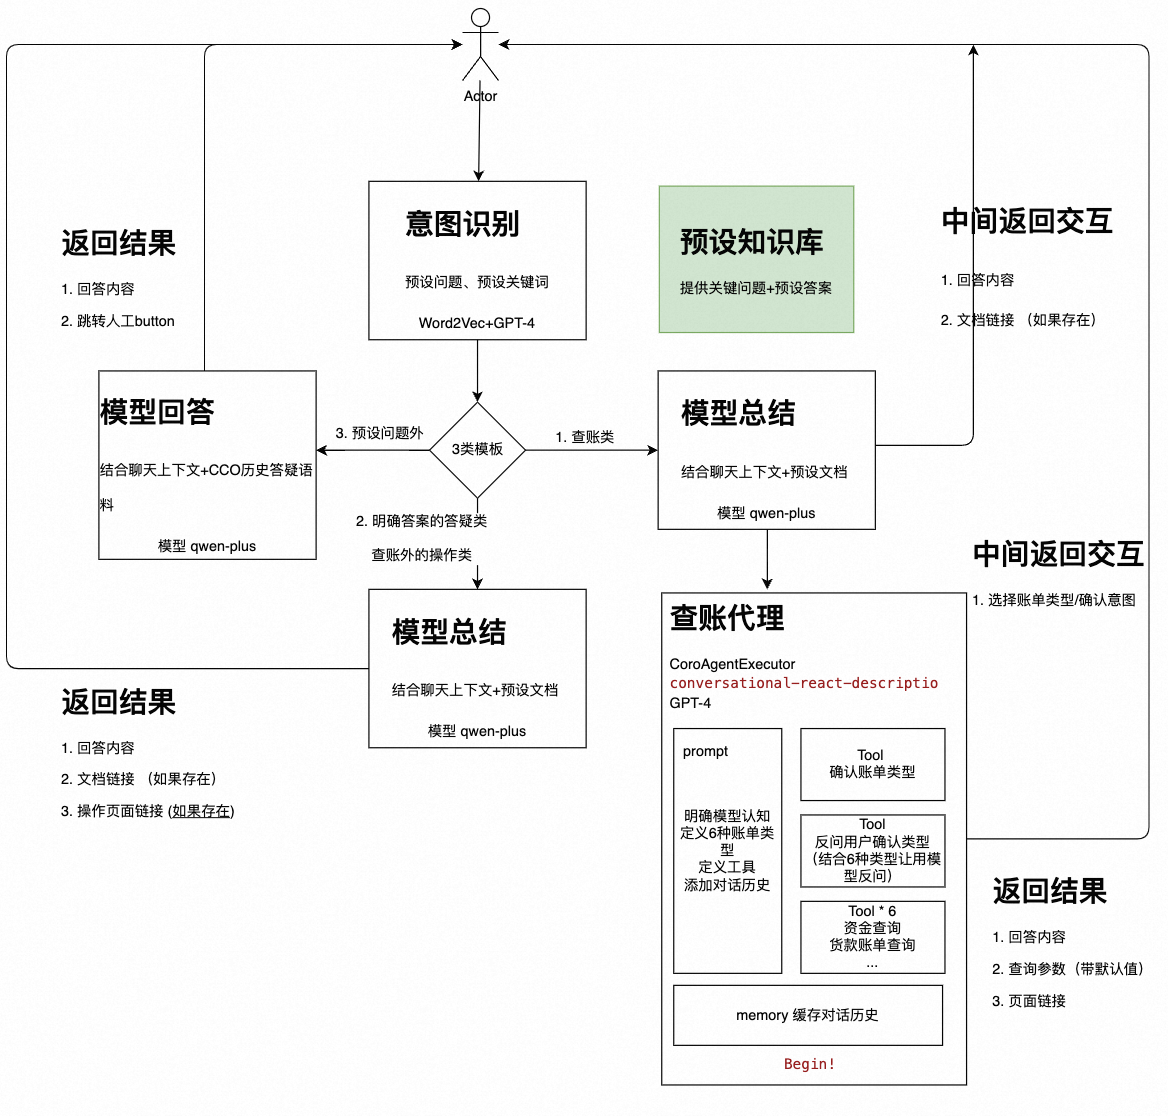 Actor
意图识别
预设问题、预设关键词
Word2Vec+GPT-4
预设知识库
提供关键问题+预设答案
中间返回交互
1. 回答内容
2. 文档链接 （如果存在）
返回结果
1. 回答内容
2. 跳转人工button
模型回答
结合聊天上下文+CCO历史答疑语
料
模型 qwen-plus
3. 预设问题外
3类模板
1. 查账类
模型总结
结合聊天上下文+预设文档
模型 qwen-plus
2. 明确答案的答疑类
查账外的操作类
模型总结
结合聊天上下文+预设文档
模型 qwen-plus
返回结果
1. 回答内容
2. 文档链接 （如果存在）
3. 操作页面链接 (如果存在)
中间返回交互
1. 选择账单类型/确认意图
查账代理
CoroAgentExecutor
conversational-react-descriptio
GPT-4
prompt
明确模型认知
定义6种账单类
型
定义工具
添加对话历史
Tool
确认账单类型
Tool
反问用户确认类型
（结合6种类型让用模
型反问）
Tool * 6
资金查询
货款账单查询
...
memory 缓存对话历史
Begin!
返回结果
1. 回答内容
2. 查询参数（带默认值）
3. 页面链接